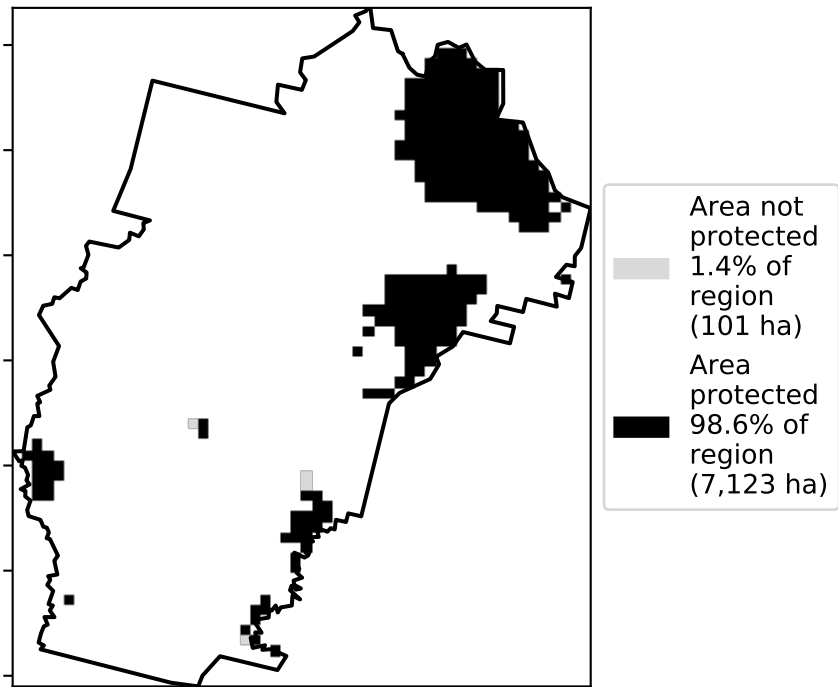 Area not
protected
1.4% of
region
(101 ha)
Area
protected
98.6% of
region
(7,123 ha)